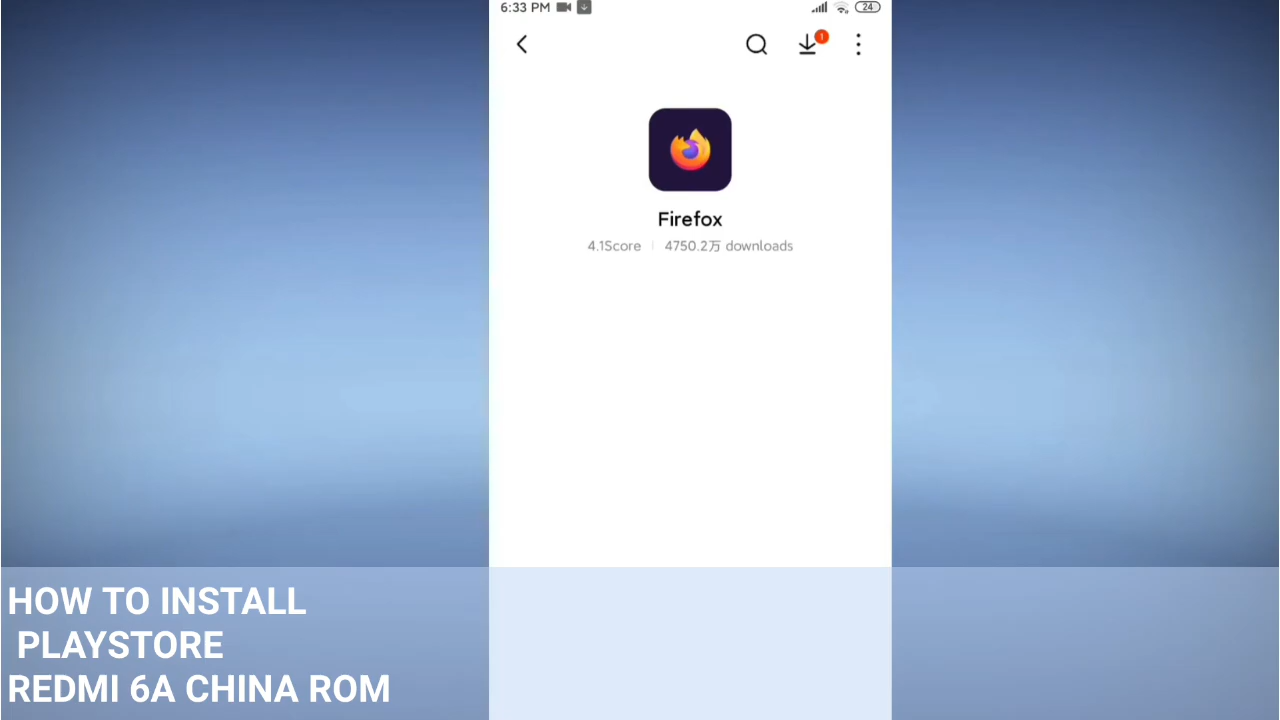 6:33 PM
24
1
Firefox
4.1Score
4750.2万 downloads
HOW TO INSTALL
PLAYSTORE
REDMI 6A CHINA ROM